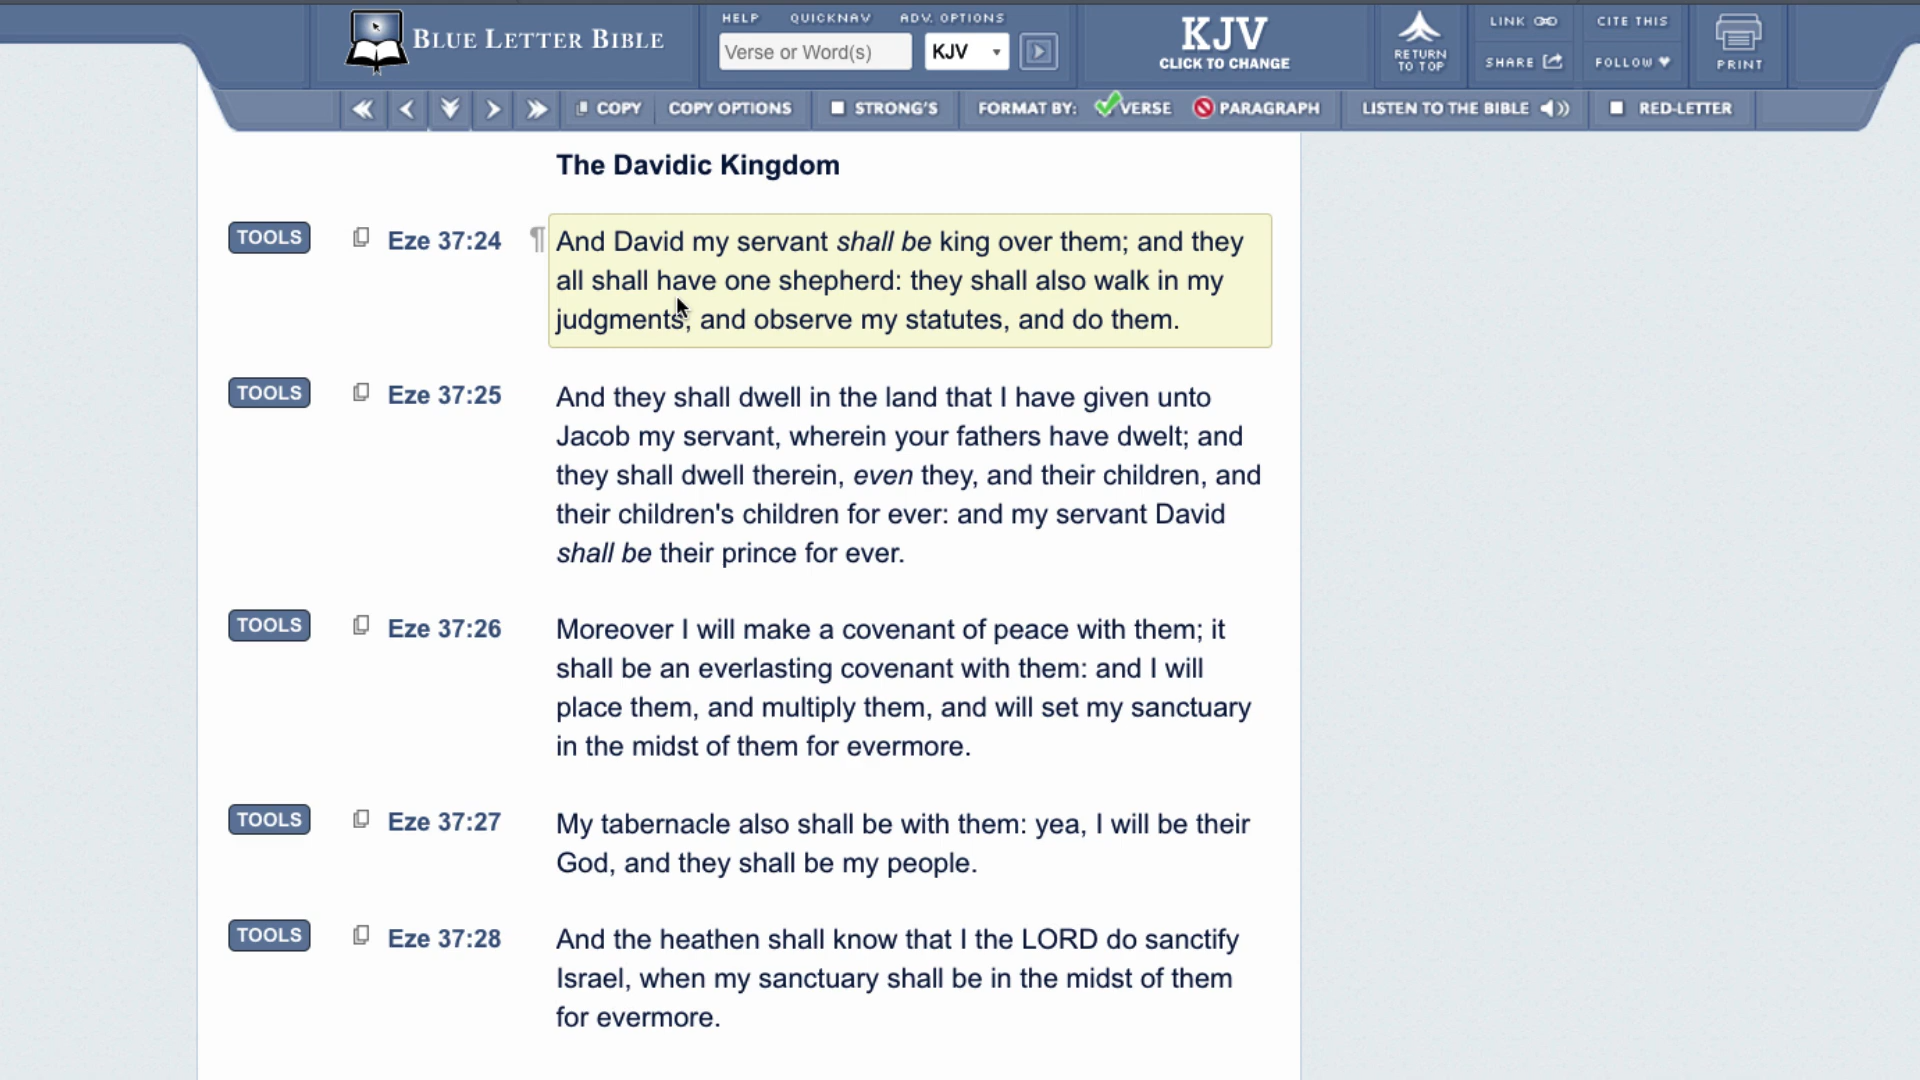 BLUE LETTER BIBLE
HELP QUICKNAV ADV. OPTIONS
Verse or Word(s) KJV
KJV
CLICK TO CHANGE
RETURN
TO TOP
LINK
CITE THIS
SHARE
FOLLOW
PRINT
COPY COPY OPTIONS STRONG'S FORMAT BY: VERSE PARAGRAPH LISTEN TO THE BIBLE RED-LETTER
The Davidic Kingdom
TOOLS Eze 37:24 ¶ And David my servant shall be king over them; and they
all shall have one shepherd: they shall also walk in my
judgments, and observe my statutes, and do them.
TOOLS Eze 37:25 And they shall dwell in the land that I have given unto
Jacob my servant, wherein your fathers have dwelt; and
they shall dwell therein, even they, and their children, and
their children's children for ever: and my servant David
shall be their prince for ever.
TOOLS Eze 37:26 Moreover I will make a covenant of peace with them; it
shall be an everlasting covenant with them: and I will
place them, and multiply them, and will set my sanctuary
in the midst of them for evermore.
TOOLS Eze 37:27 My tabernacle also shall be with them: yea, I will be their
God, and they shall be my people.
TOOLS Eze 37:28 And the heathen shall know that I the LORD do sanctify
Israel, when my sanctuary shall be in the midst of them
for evermore.